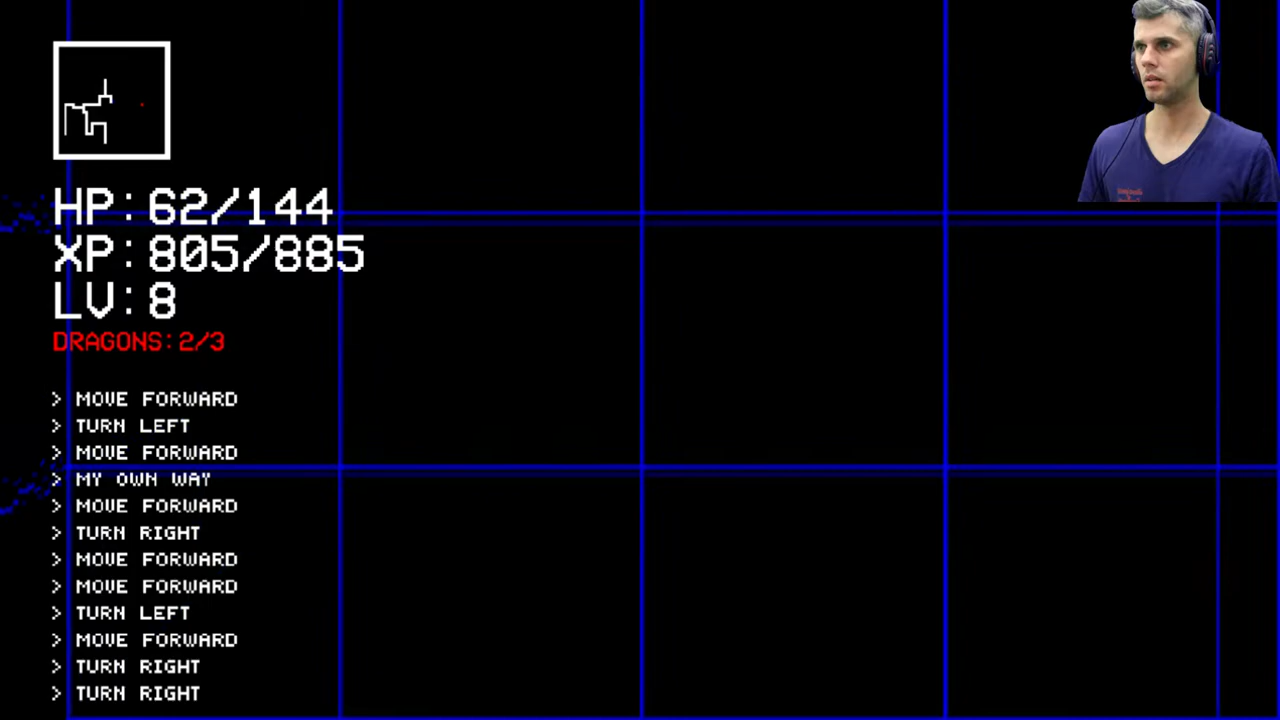 HP:62/144
XP:805/885
LV:8
DRAGONS:2/3
> MOVE FORWARD
> TURN LEFT
> MOVE FORWARD
> MY OWN WAY
> MOVE FORWARD
> TURN RIGHT
> MOVE FORWARD
> MOVE FORWARD
> TURN LEFT
> MOVE FORWARD
> TURN RIGHT
> TURN RIGHT